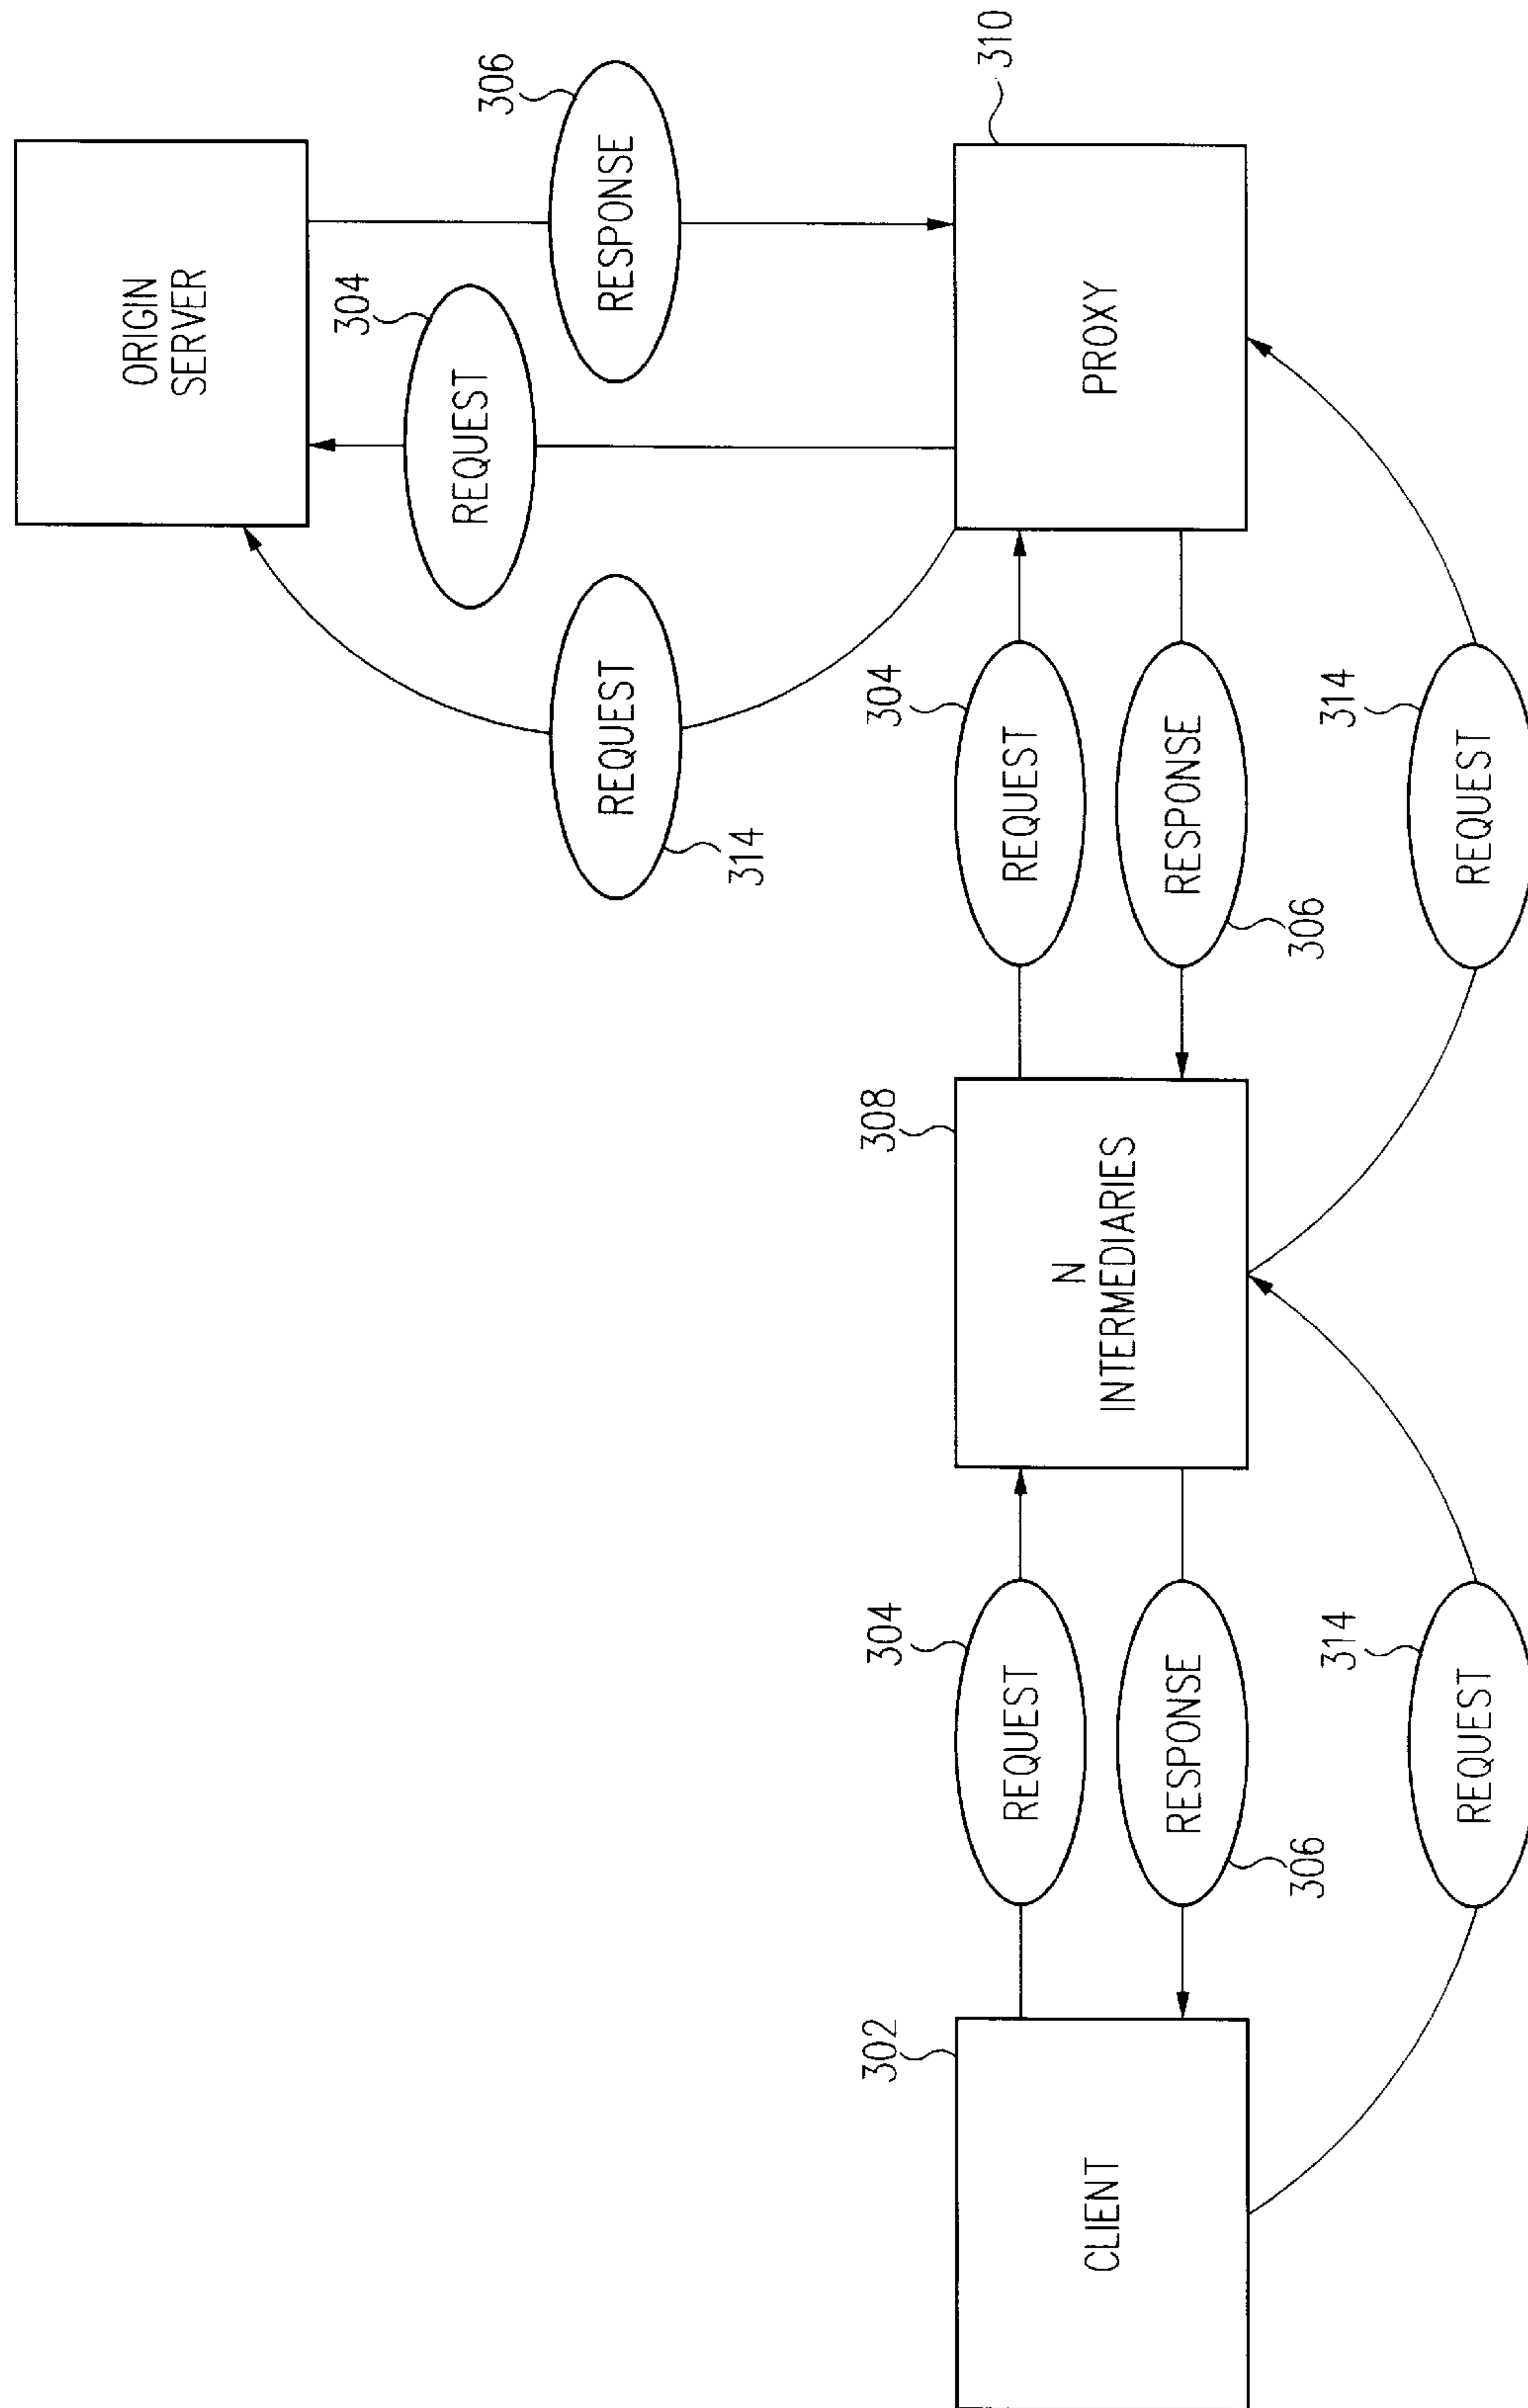 ORIGIN
SERVER
304
REQUEST
306
RESPONSE
REQUEST
314
302
CLIENT
304
REQUEST
RESPONSE
306
308
N
INTERMEDIARIES
304
REQUEST
RESPONSE
306
PROXY
310
314
REQUEST
314
REQUEST